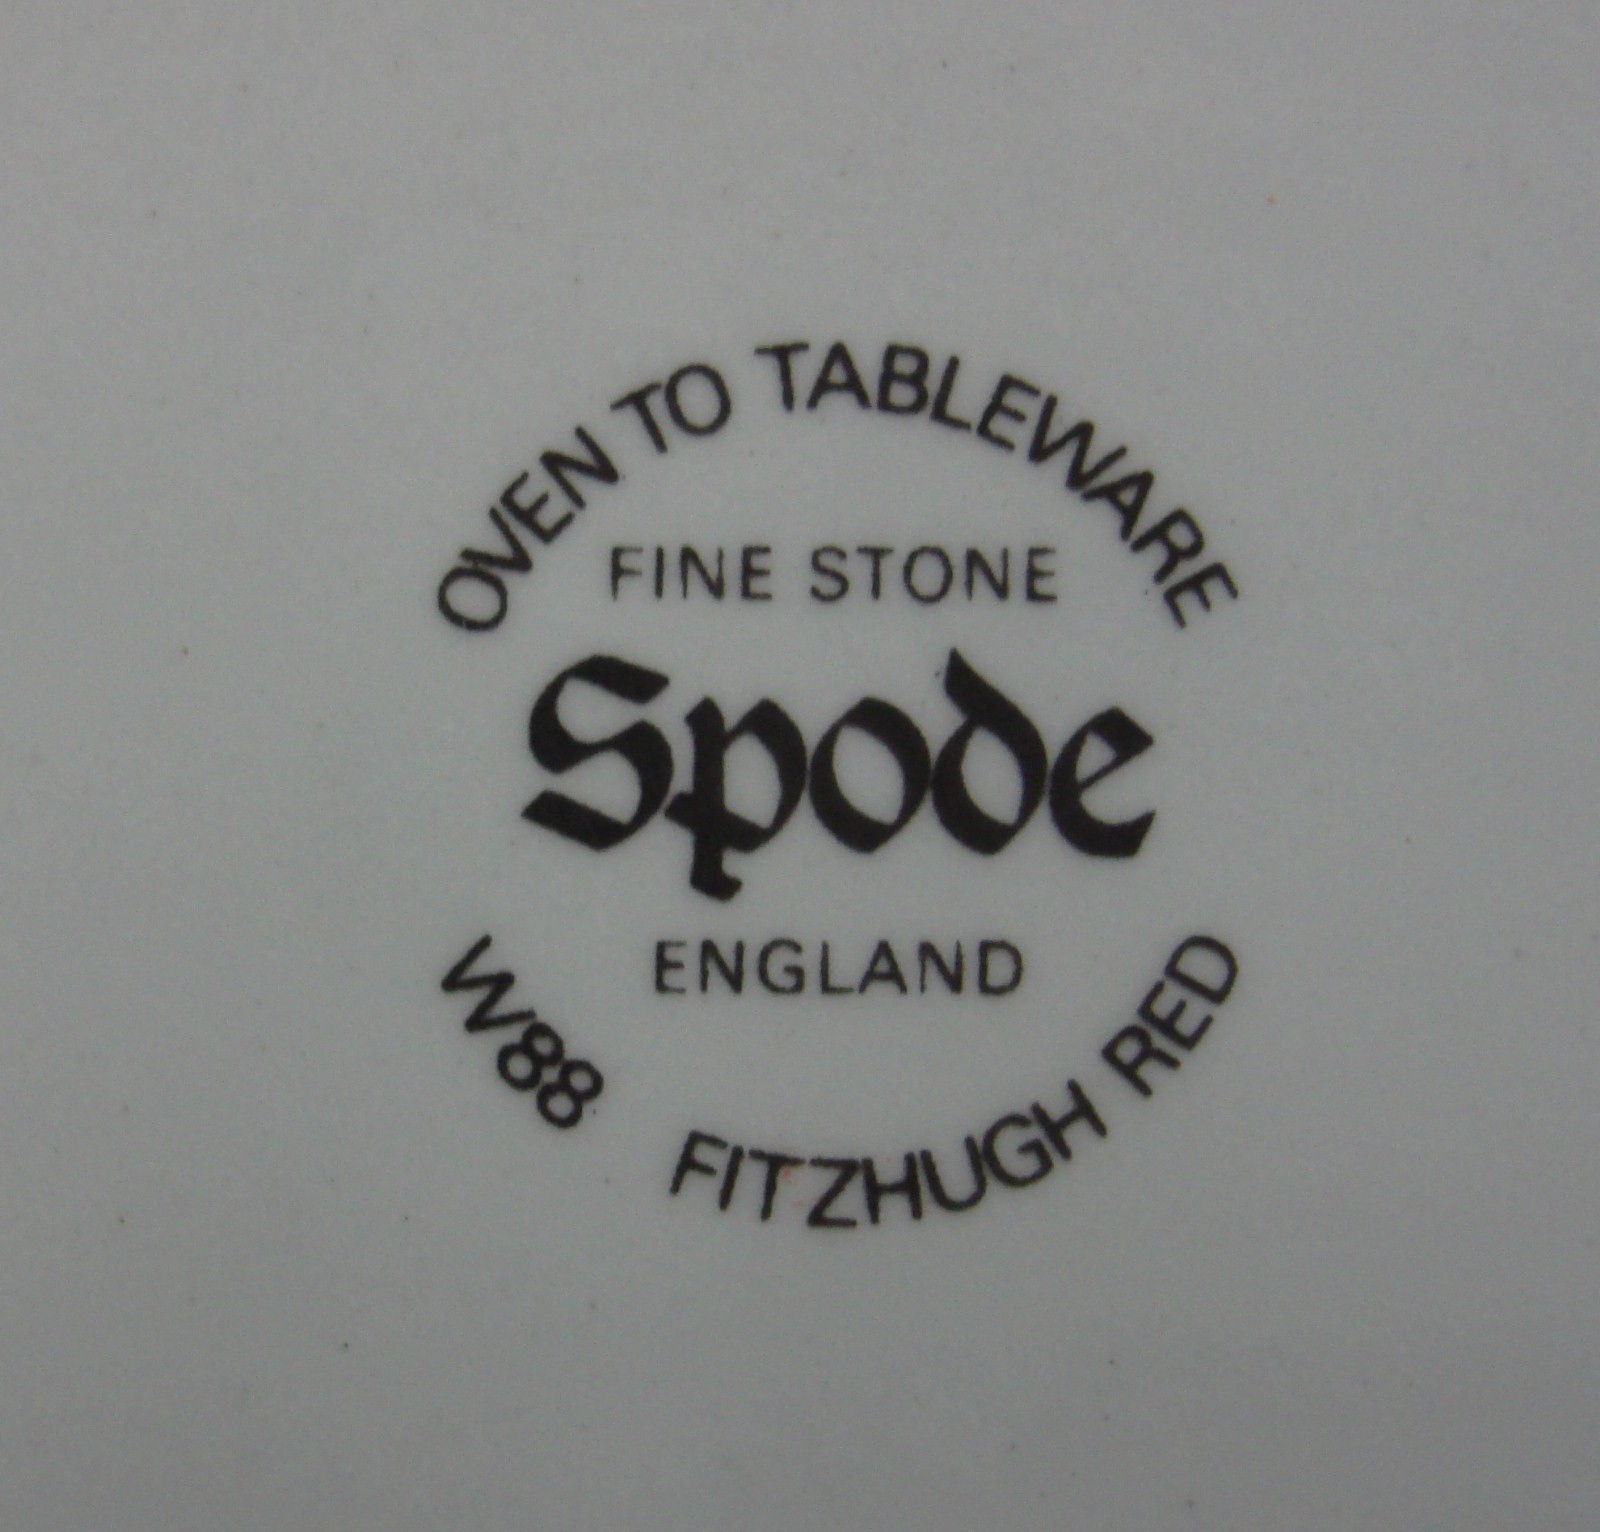 OVEN TO TABLEWARE
FINE STONE
Spode
ENGLAND
W88 FITZHUGH RED